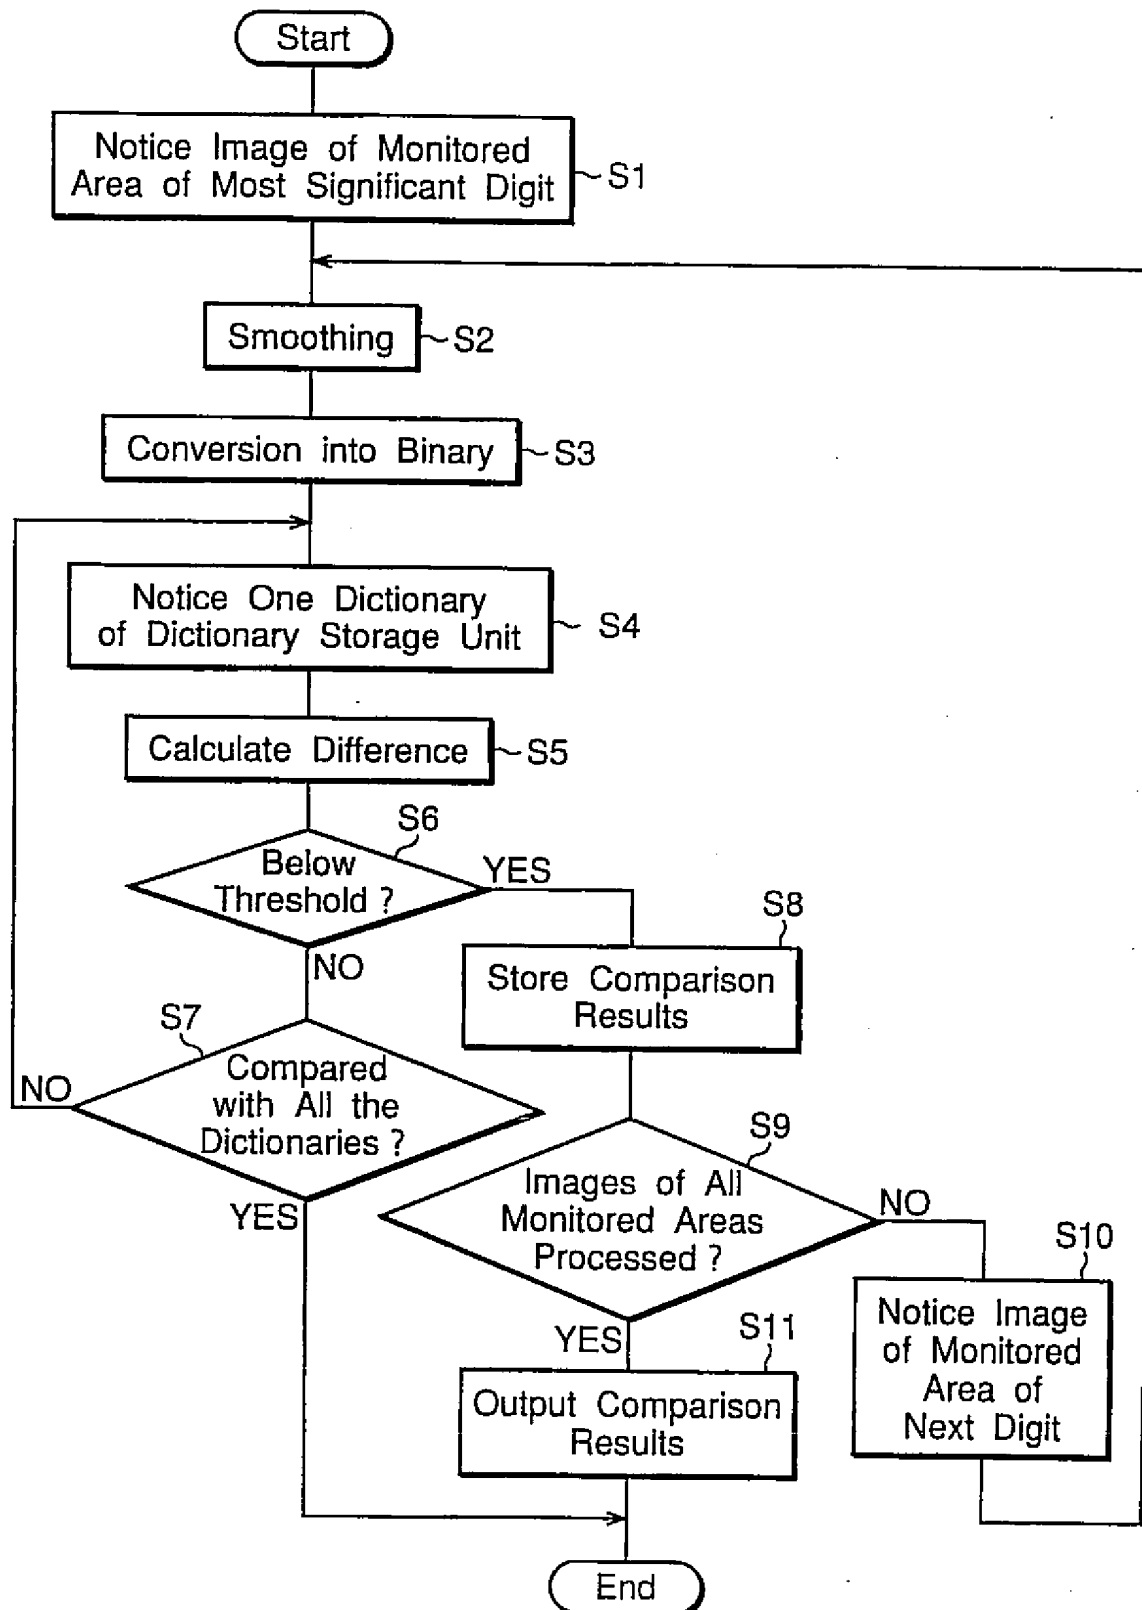 Start
Notice Image of Monitored
Area of Most Significant Digit
S1
Smoothing
S2
Conversion into Binary
S3
Notice One Dictionary
of Dictionary Storage Unit
S4
Calculate Difference
S5
S6
Below
Threshold ?
YES
NO
S8
Store Comparison
Results
S7
Compared
with All the
Dictionaries ?
NO
YES
S9
Images of All
Monitored Areas
Processed ?
NO
YES
S10
Notice Image
of Monitored
Area of
Next Digit
S11
Output Comparison
Results
End